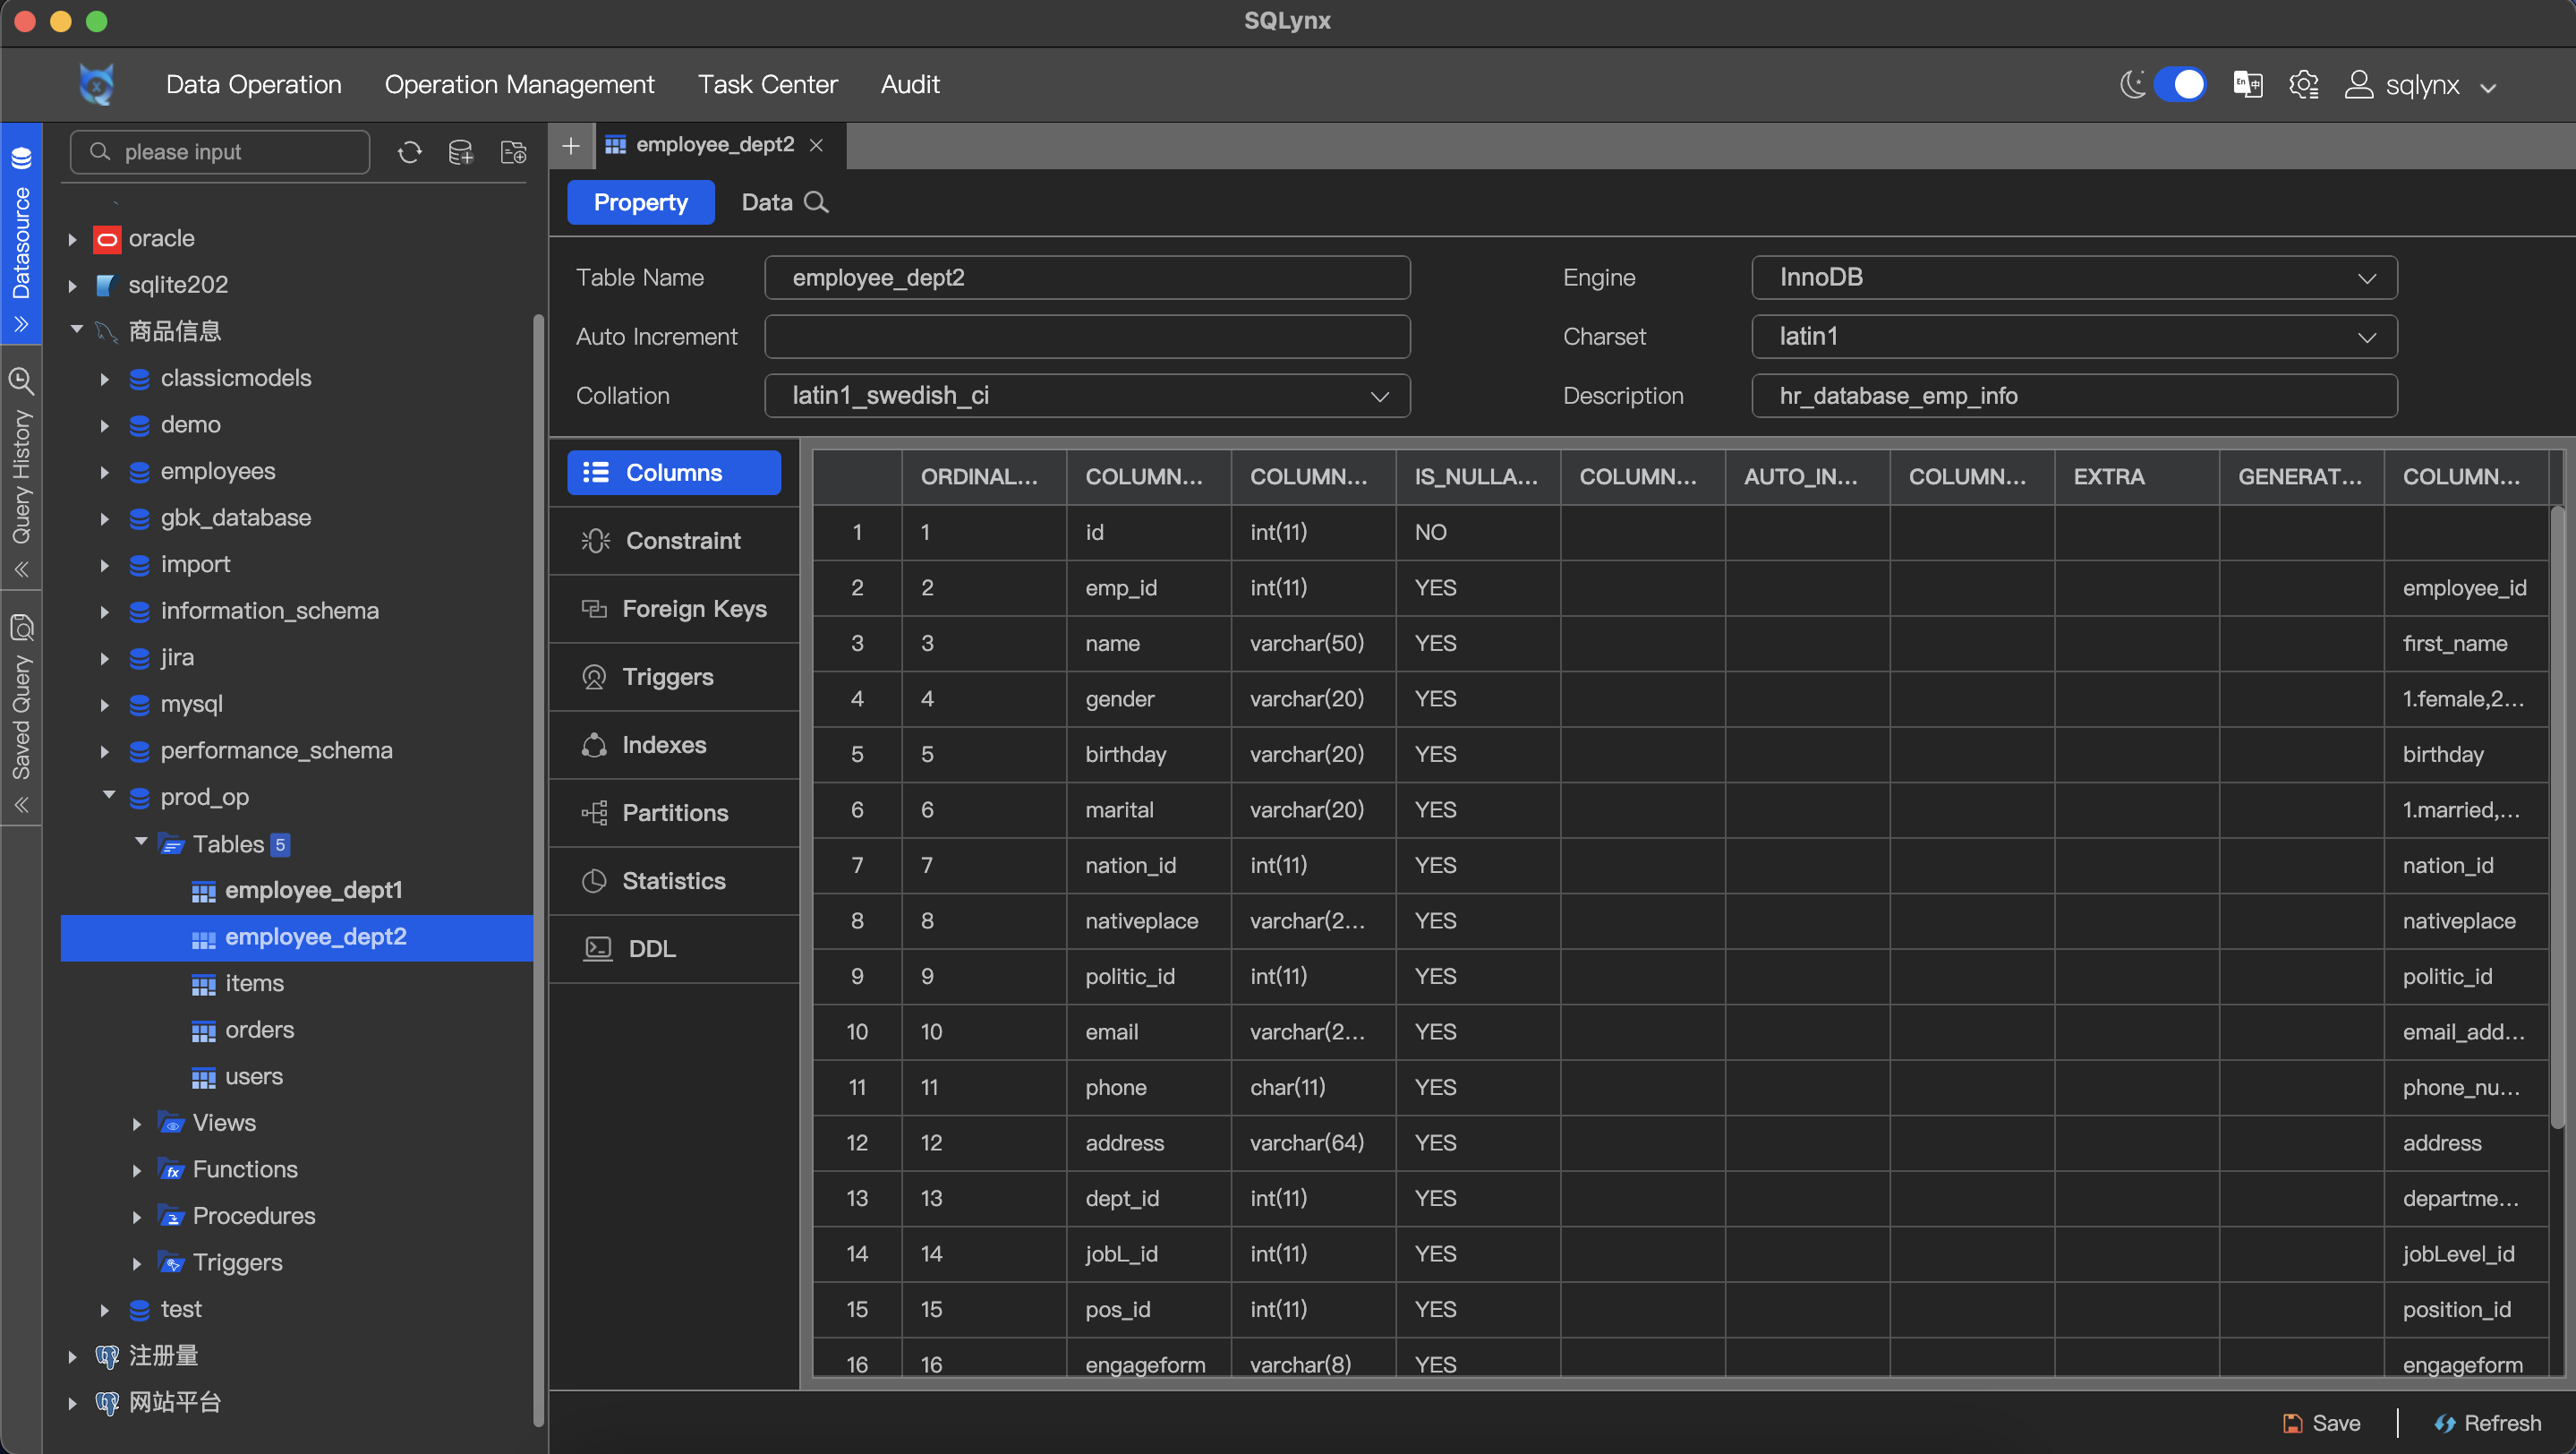 SQLynx
Data Operation Operation Management Task Center Audit sqlynx
Datasource
Query History
Saved Query
please input
oracle
sqlite202
商品信息
classicmodels
demo
employees
gbk_database
import
information_schema
jira
mysql
performance_schema
prod_op
Tables 5
employee_dept1
employee_dept2
items
orders
users
Views
Functions
Procedures
Triggers
test
注册量
网站平台
+ employee_dept2 ×
Property Data
Table Name employee_dept2 Engine InnoDB
Auto Increment Charset latin1
Collation latin1_swedish_ci Description hr_database_emp_info
Columns
Constraint
Foreign Keys
Triggers
Indexes
Partitions
Statistics
DDL
ORDINAL... COLUMN... COLUMN... IS_NULLA... COLUMN... AUTO_IN... COLUMN... EXTRA GENERAT... COLUMN...
1 1 id int(11) NO
2 2 emp_id int(11) YES employee_id
3 3 name varchar(50) YES first_name
4 4 gender varchar(20) YES 1.female,2...
5 5 birthday varchar(20) YES birthday
6 6 marital varchar(20) YES 1.married,...
7 7 nation_id int(11) YES nation_id
8 8 nativeplace varchar(2... YES nativeplace
9 9 politic_id int(11) YES politic_id
10 10 email varchar(2... YES email_add...
11 11 phone char(11) YES phone_nu...
12 12 address varchar(64) YES address
13 13 dept_id int(11) YES departme...
14 14 jobL_id int(11) YES jobLevel_id
15 15 pos_id int(11) YES position_id
16 16 engageform varchar(8) YES engageform
Save | Refresh